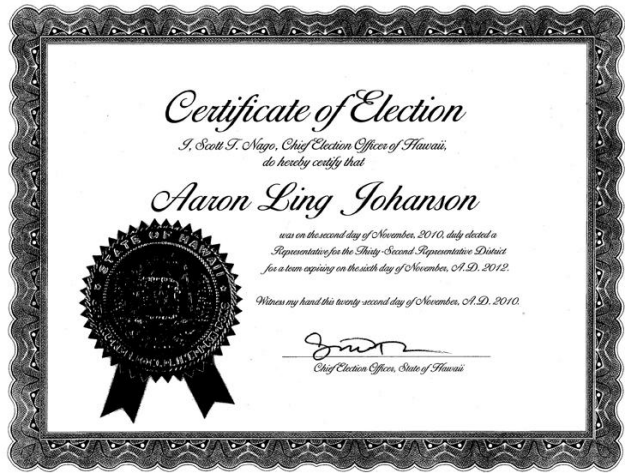 Certificate of Election
I, Scott T. Nago, Chief Election Officer of Hawaii,
do hereby certify that
Aaron Ling Johanson
was on the second day of November, 2010, duly elected a
Representative for the Thirty-Second Representative District
for a term expiring on the sixth day of November, A.D. 2012.
Witness my hand this twenty-second day of November, A.D. 2010.
Chief Election Officer, State of Hawaii
STATE OF HAWAII